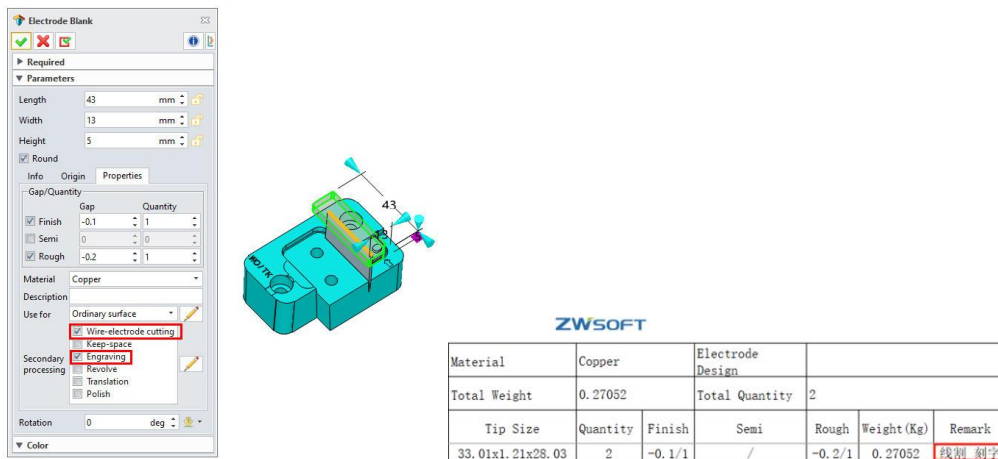 Electrode Blank
Required
Parameters
Length 43 mm
Width 13 mm
Height 5 mm
Round
Info Origin Properties
Gap/Quantity
Gap Quantity
Finish -0.1 1
Semi 0 0
Rough -0.2 1
Material Copper
Description
Use for Ordinary surface
Wire-electrode cutting
Keep-space
Secondary processing
Engraving
Revolve
Translation
Polish
Rotation 0 deg
Color
43
13
KO/TK
ZWSOFT
Material Copper Electrode Design
Total Weight 0.27052 Total Quantity 2
Tip Size Quantity Finish Semi Rough Weight(Kg) Remark
33.01x1.21x28.03 2 -0.1/1 / -0.2/1 0.27052 线割 刻字